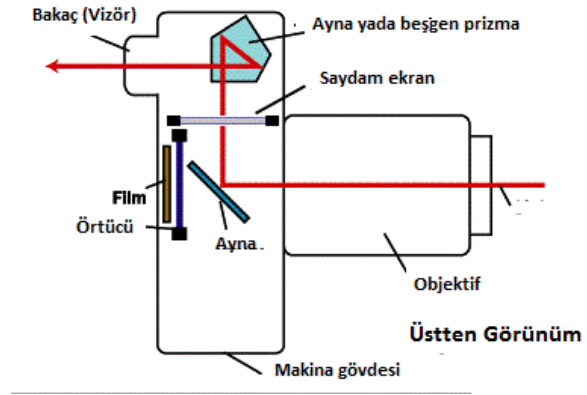 Bakaç (Vizör)
Ayna yada beşgen prizma
Saydam ekran
Film
Örtücü
Ayna
Objektif
Üstten Görünüm
Makina gövdesi